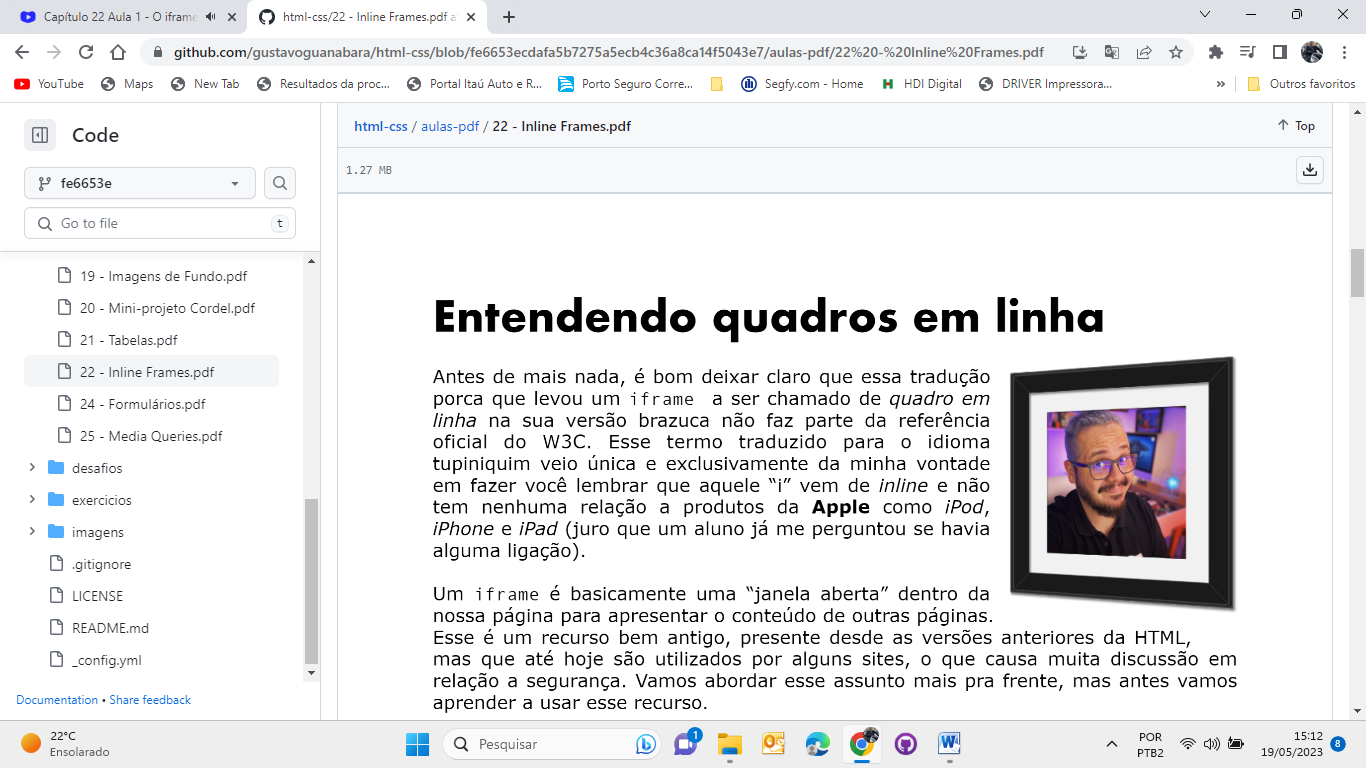 Capítulo 22 Aula 1 - O iframe
html-css/22 - Inline Frames.pdf a
github.com/gustavoguanabara/html-css/blob/fe6653ecdafa5b7275a5ecb4c36a8ca14f5043e7/aulas-pdf/22%20-%20Inline%20Frames.pdf
YouTube
Maps
New Tab
Resultados da proc...
Portal Itaú Auto e R...
Porto Seguro Corre...
Segfy.com - Home
HDI Digital
DRIVER Impressora...
»
Outros favoritos
Code
fe6653e
Go to file
t
19 - Imagens de Fundo.pdf
20 - Mini-projeto Cordel.pdf
21 - Tabelas.pdf
22 - Inline Frames.pdf
24 - Formulários.pdf
25 - Media Queries.pdf
desafios
exercicios
imagens
.gitignore
LICENSE
README.md
_config.yml
Documentation • Share feedback
html-css / aulas-pdf / 22 - Inline Frames.pdf
Top
1.27 MB
Entendendo quadros em linha
Antes de mais nada, é bom deixar claro que essa tradução
porca que levou um iframe a ser chamado de quadro em
linha na sua versão brazuca não faz parte da referência
oficial do W3C. Esse termo traduzido para o idioma
tupiniquim veio única e exclusivamente da minha vontade
em fazer você lembrar que aquele “i” vem de inline e não
tem nenhuma relação a produtos da Apple como iPod,
iPhone e iPad (juro que um aluno já me perguntou se havia
alguma ligação).
Um iframe é basicamente uma “janela aberta” dentro da
nossa página para apresentar o conteúdo de outras páginas.
Esse é um recurso bem antigo, presente desde as versões anteriores da HTML,
mas que até hoje são utilizados por alguns sites, o que causa muita discussão em
relação a segurança. Vamos abordar esse assunto mais pra frente, mas antes vamos
aprender a usar esse recurso.
22°C
Ensolarado
Pesquisar
1
POR
PTB2
15:12
19/05/2023
8